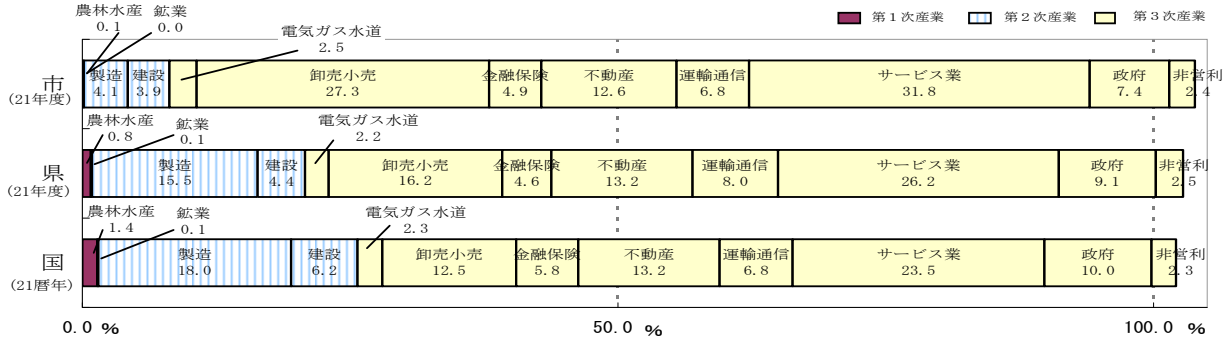 第１次産業 第２次産業 第３次産業
農林水産 鉱業
0.1 0.0
電気ガス水道
2.5
市
(21年度)
製造 建設 卸売小売 金融保険 不動産 運輸通信 サービス業 政府 非営利
4.1 3.9 27.3 4.9 12.6 6.8 31.8 7.4 2.4
農林水産 鉱業 電気ガス水道
0.8 0.1 2.2
県
(21年度)
製造 建設 卸売小売 金融保険 不動産 運輸通信 サービス業 政府 非営利
15.5 4.4 16.2 4.6 13.2 8.0 26.2 9.1 2.5
農林水産 鉱業 電気ガス水道
1.4 0.1 2.3
国
(21暦年)
製造 建設 卸売小売 金融保険 不動産 運輸通信 サービス業 政府 非営利
18.0 6.2 12.5 5.8 13.2 6.8 23.5 10.0 2.3
0.0 % 50.0 % 100.0 %